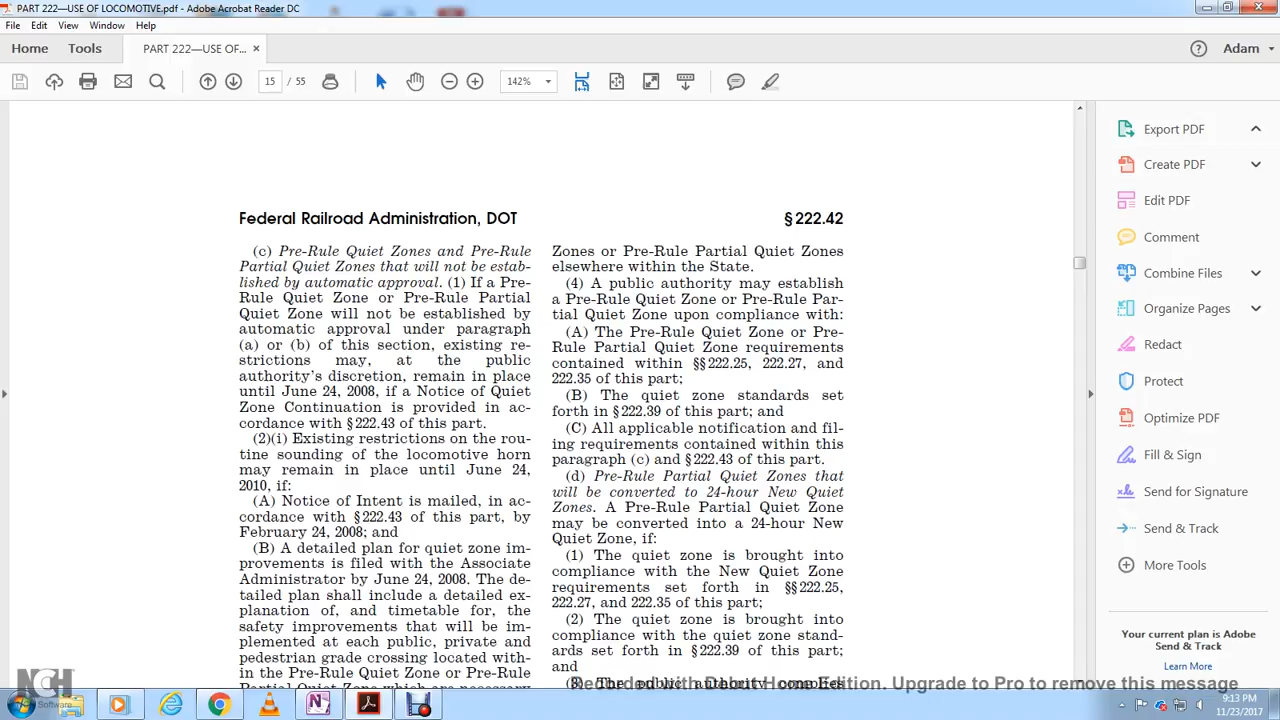 PART 222—USE OF LOCOMOTIVE.pdf - Adobe Acrobat Reader DC
File Edit View Window Help
Home Tools PART 222—USE OF... ×
Adam
15 / 55 142%
Federal Railroad Administration, DOT
§ 222.42
(c) Pre-Rule Quiet Zones and Pre-Rule
Partial Quiet Zones that will not be estab-
lished by automatic approval. (1) If a Pre-
Rule Quiet Zone or Pre-Rule Partial
Quiet Zone will not be established by
automatic approval under paragraph
(a) or (b) of this section, existing re-
strictions may, at the public
authority's discretion, remain in place
until June 24, 2008, if a Notice of Quiet
Zone Continuation is provided in ac-
cordance with § 222.43 of this part.
(2)(i) Existing restrictions on the rou-
tine sounding of the locomotive horn
may remain in place until June 24,
2010, if:
(A) Notice of Intent is mailed, in ac-
cordance with § 222.43 of this part, by
February 24, 2008; and
(B) A detailed plan for quiet zone im-
provements is filed with the Associate
Administrator by June 24, 2008. The de-
tailed plan shall include a detailed ex-
planation of, and timetable for, the
safety improvements that will be im-
plemented at each public, private and
pedestrian grade crossing located with-
in the Pre-Rule Quiet Zone or Pre-Rule
Partial Quiet Zone which are necessary
Zones or Pre-Rule Partial Quiet Zones
elsewhere within the State.
(4) A public authority may establish
a Pre-Rule Quiet Zone or Pre-Rule Par-
tial Quiet Zone upon compliance with:
(A) The Pre-Rule Quiet Zone or Pre-
Rule Partial Quiet Zone requirements
contained within §§ 222.25, 222.27, and
222.35 of this part;
(B) The quiet zone standards set
forth in § 222.39 of this part; and
(C) All applicable notification and fil-
ing requirements contained within this
paragraph (c) and § 222.43 of this part.
(d) Pre-Rule Partial Quiet Zones that
will be converted to 24-hour New Quiet
Zones. A Pre-Rule Partial Quiet Zone
may be converted into a 24-hour New
Quiet Zone, if:
(1) The quiet zone is brought into
compliance with the New Quiet Zone
requirements set forth in §§ 222.25,
222.27, and 222.35 of this part;
(2) The quiet zone is brought into
compliance with the quiet zone stand-
ards set forth in § 222.39 of this part;
and
(3) The public authority complies
Export PDF
Create PDF
Edit PDF
Comment
Combine Files
Organize Pages
Redact
Protect
Optimize PDF
Fill & Sign
Send for Signature
Send & Track
More Tools
Your current plan is Adobe
Send & Track
Learn More
Recorded with Debut Home Edition. Upgrade to Pro to remove this message
NCH
Software
9:13 PM
11/23/2017